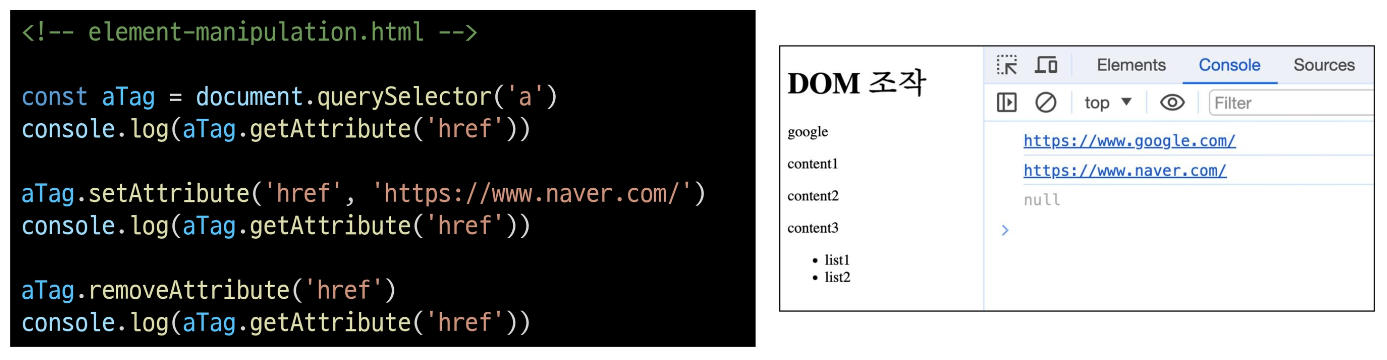 <!-- element-manipulation.html -->
const aTag = document.querySelector('a')
console.log(aTag.getAttribute('href'))
aTag.setAttribute('href', 'https://www.naver.com/')
console.log(aTag.getAttribute('href'))
aTag.removeAttribute('href')
console.log(aTag.getAttribute('href'))
DOM 조작
google
content1
content2
content3
• list1
• list2
Elements Console Sources
top ▼ Filter
https://www.google.com/
https://www.naver.com/
null
>